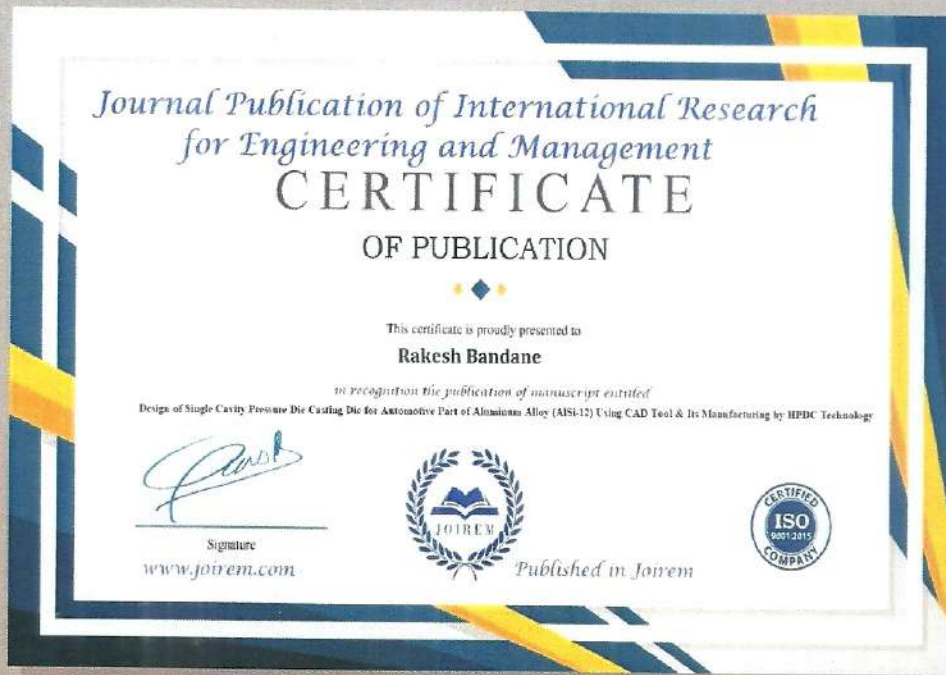 Journal Publication of International Research
for Engineering and Management
CERTIFICATE
OF PUBLICATION
This certificate is proudly presented to
Rakesh Bandane
in recognition the publication of manuscript entitled
Design of Single Cavity Pressure Die Casting Die for Automotive Part of Aluminum Alloy (AlSi-12) Using CAD Tool & Its Manufacturing by HPDC Technology
JOIREM
CERTIFIED
ISO
9001:2015
COMPANY
Signature
www.joirem.com
Published in Joirem